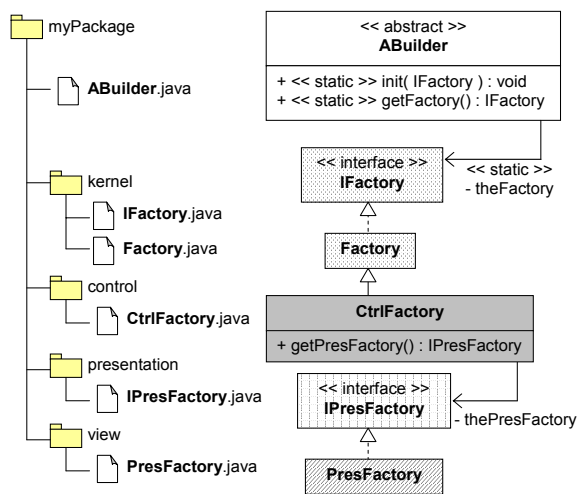 myPackage
ABuilder.java
kernel
IFactory.java
Factory.java
control
CtrlFactory.java
presentation
IPresFactory.java
view
PresFactory.java
<< abstract >>
ABuilder
+ << static >> init( IFactory ) : void
+ << static >> getFactory() : IFactory
<< interface >>
IFactory
<< static >>
- theFactory
Factory
CtrlFactory
+ getPresFactory() : IPresFactory
<< interface >>
IPresFactory
- thePresFactory
PresFactory